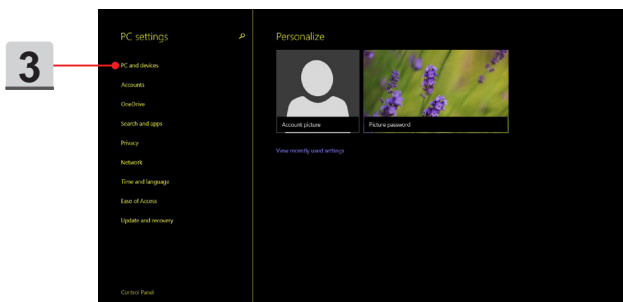 3
PC settings
PC and devices
Accounts
OneDrive
Search and apps
Privacy
Network
Time and language
Ease of Access
Update and recovery
Control Panel
Personalize
Account picture
Picture password
View recently used settings